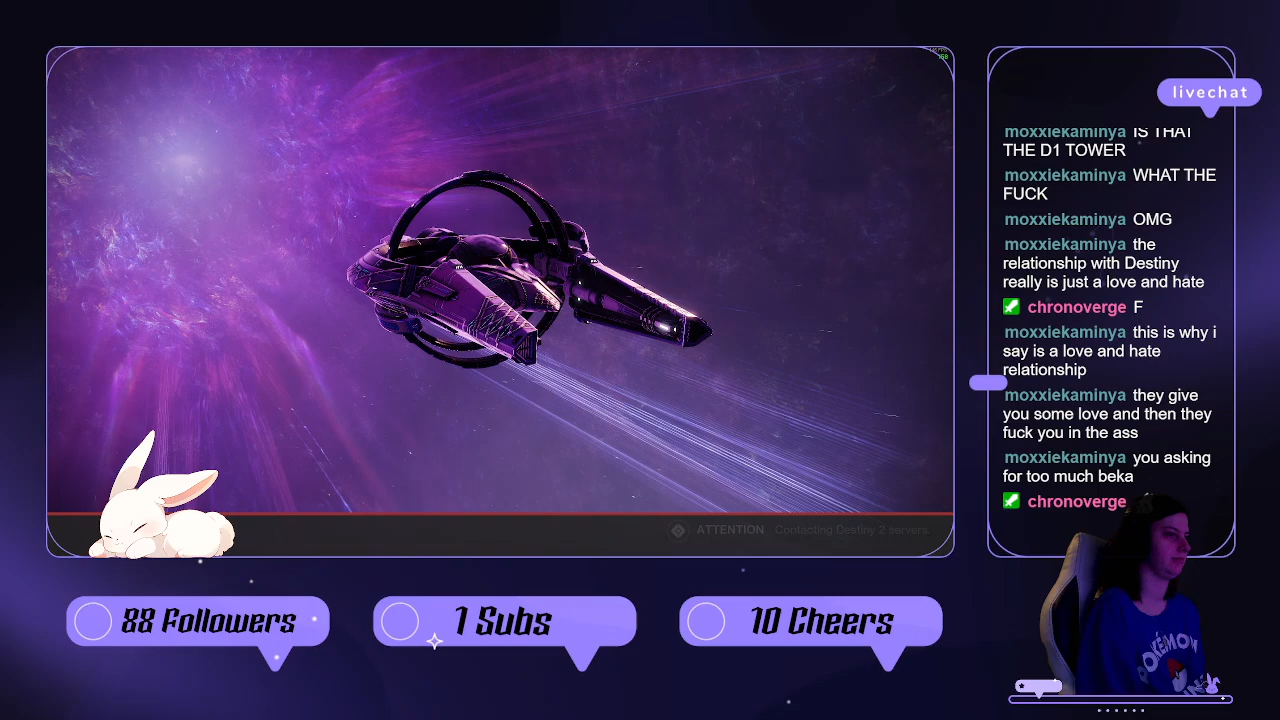 livechat
moxxiekaminya IS THAT
THE D1 TOWER
moxxiekaminya WHAT THE
FUCK
moxxiekaminya OMG
moxxiekaminya the
relationship with Destiny
really is just a love and hate
chronoverge F
moxxiekaminya this is why i
say is a love and hate
relationship
moxxiekaminya they give
you some love and then they
fuck you in the ass
moxxiekaminya you asking
for too much beka
chronoverge
ATTENTION Contacting Destiny 2 servers.
88 Followers
1 Subs
10 Cheers
POKÉMON